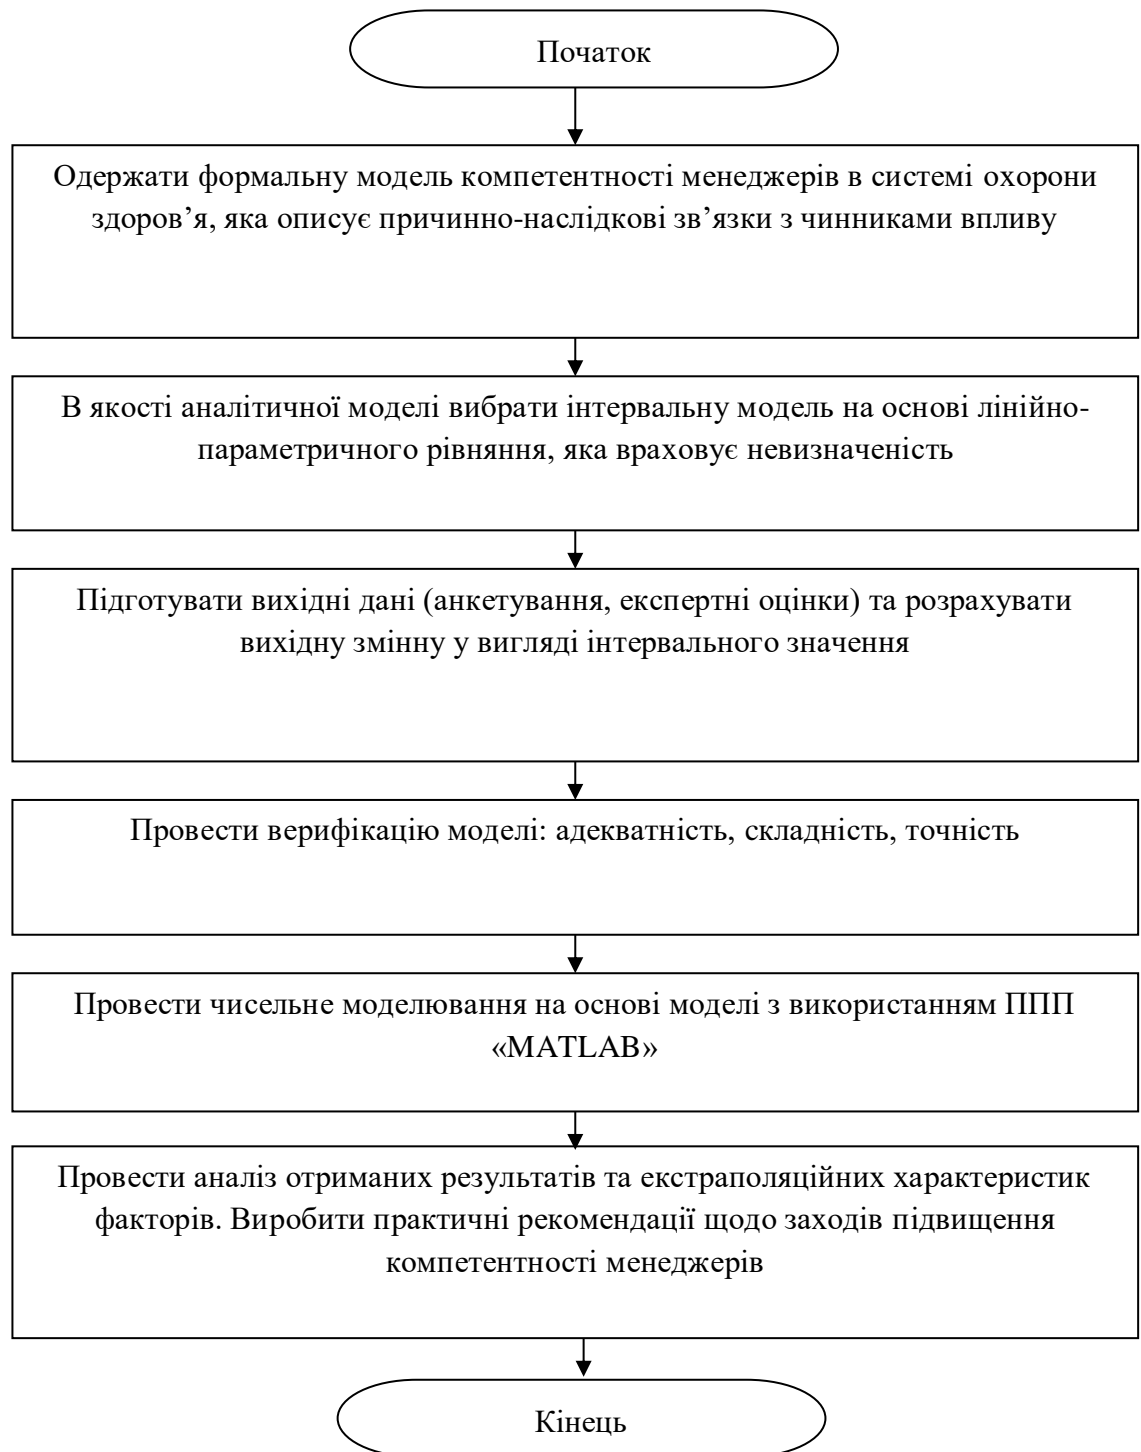 Початок
Одержати формальну модель компетентності менеджерів в системі охорони
здоров’я, яка описує причинно-наслідкові зв’язки з чинниками впливу
В якості аналітичної моделі вибрати інтервальну модель на основі лінійно-
параметричного рівняння, яка враховує невизначеність
Підготувати вихідні дані (анкетування, експертні оцінки) та розрахувати
вихідну змінну у вигляді інтервального значення
Провести верифікацію моделі: адекватність, складність, точність
Провести чисельне моделювання на основі моделі з використанням ППП
«MATLAB»
Провести аналіз отриманих результатів та екстраполяційних характеристик
факторів. Виробити практичні рекомендації щодо заходів підвищення
компетентності менеджерів
Кінець